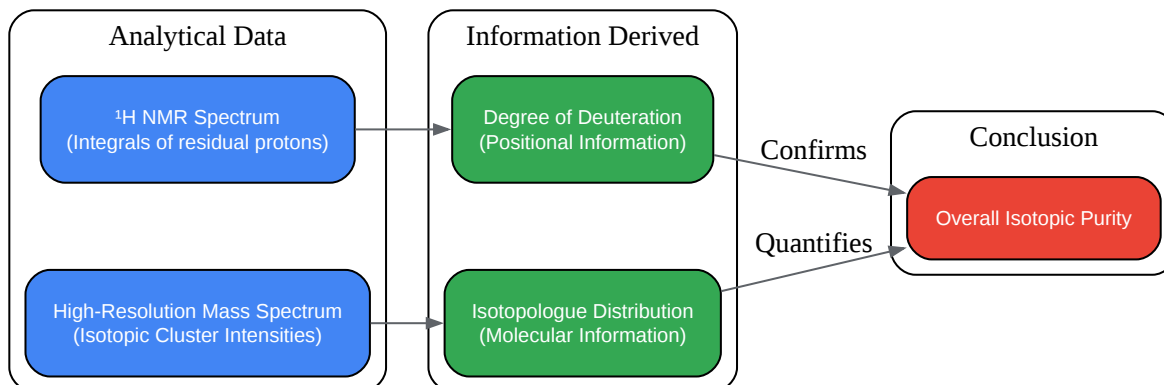 Analytical Data
¹H NMR Spectrum
(Integrals of residual protons)
High-Resolution Mass Spectrum
(Isotopic Cluster Intensities)
Information Derived
Degree of Deuteration
(Positional Information)
Isotopologue Distribution
(Molecular Information)
Confirms
Quantifies
Conclusion
Overall Isotopic Purity